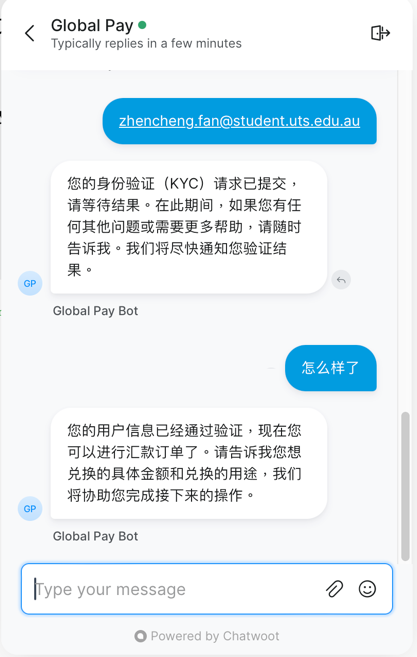 Global Pay
Typically replies in a few minutes
zhencheng.fan@student.uts.edu.au
您的身份验证（KYC）请求已提交，
请等待结果。在此期间，如果您有任
何其他问题或需要更多帮助，请随时
告诉我。我们将尽快通知您验证结
果。
GP
Global Pay Bot
怎么样了
您的用户信息已经通过验证，现在您
可以进行汇款订单了。请告诉我您想
兑换的具体金额和兑换的用途，我们
将协助您完成接下来的操作。
GP
Global Pay Bot
Type your message
Powered by Chatwoot